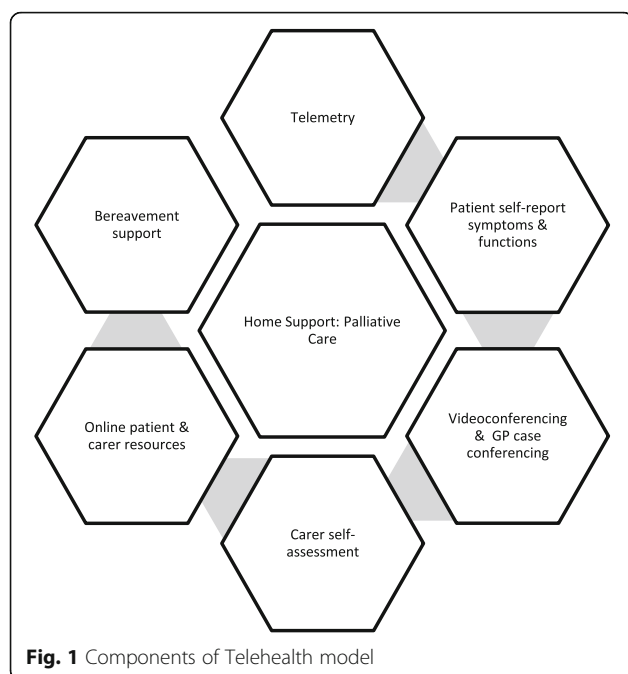 Telemetry
Patient self-report
symptoms &
functions
Videoconferencing
& GP case
conferencing
Carer self-
assessment
Online patient &
carer resources
Bereavement
support
Home Support: Palliative
Care
Fig. 1 Components of Telehealth model